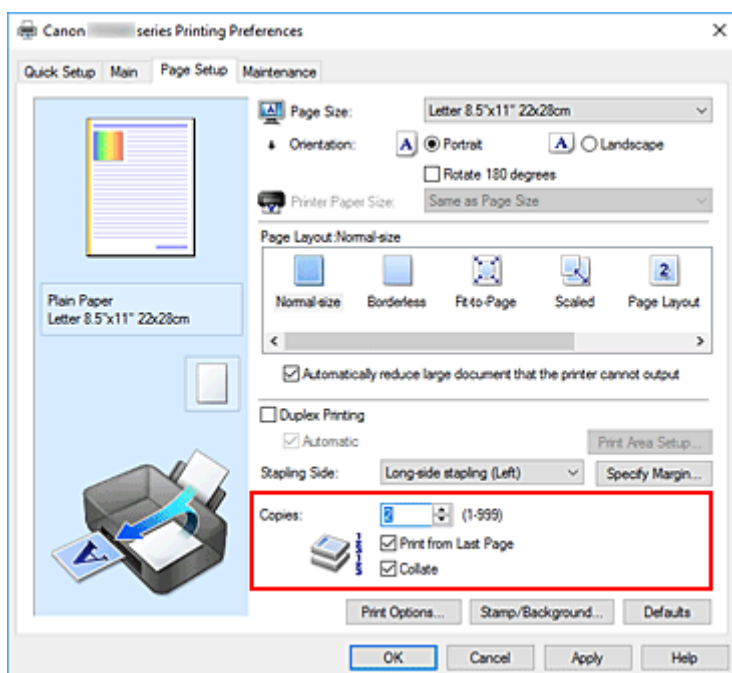 Canon series Printing Preferences
Quick Setup Main Page Setup Maintenance
Page Size: Letter 8.5"x11" 22x28cm
Orientation: A Portrait A Landscape
Rotate 180 degrees
Printer Paper Size: Same as Page Size
Page Layout:Normal-size
2
Normal-size Borderless Fit-to-Page Scaled Page Layout
Automatically reduce large document that the printer cannot output
Plain Paper
Letter 8.5"x11" 22x28cm
Duplex Printing
Automatic
Print Area Setup...
Stapling Side: Long-side stapling (Left) Specify Margin...
Copies: 2 (1-999)
Print from Last Page
Collate
A
Print Options... Stamp/Background... Defaults
OK Cancel Apply Help